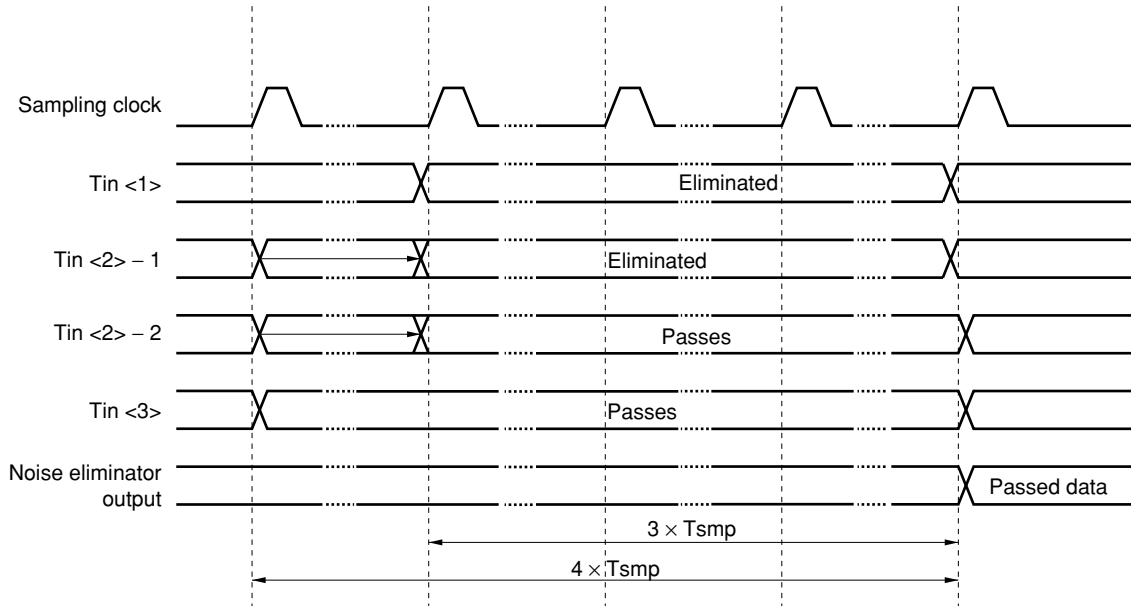 Sampling clock
Tin <1>
Eliminated
Tin <2> – 1
Eliminated
Tin <2> – 2
Passes
Tin <3>
Passes
Noise eliminator
output
Passed data
3 × Tsmp
4 × Tsmp